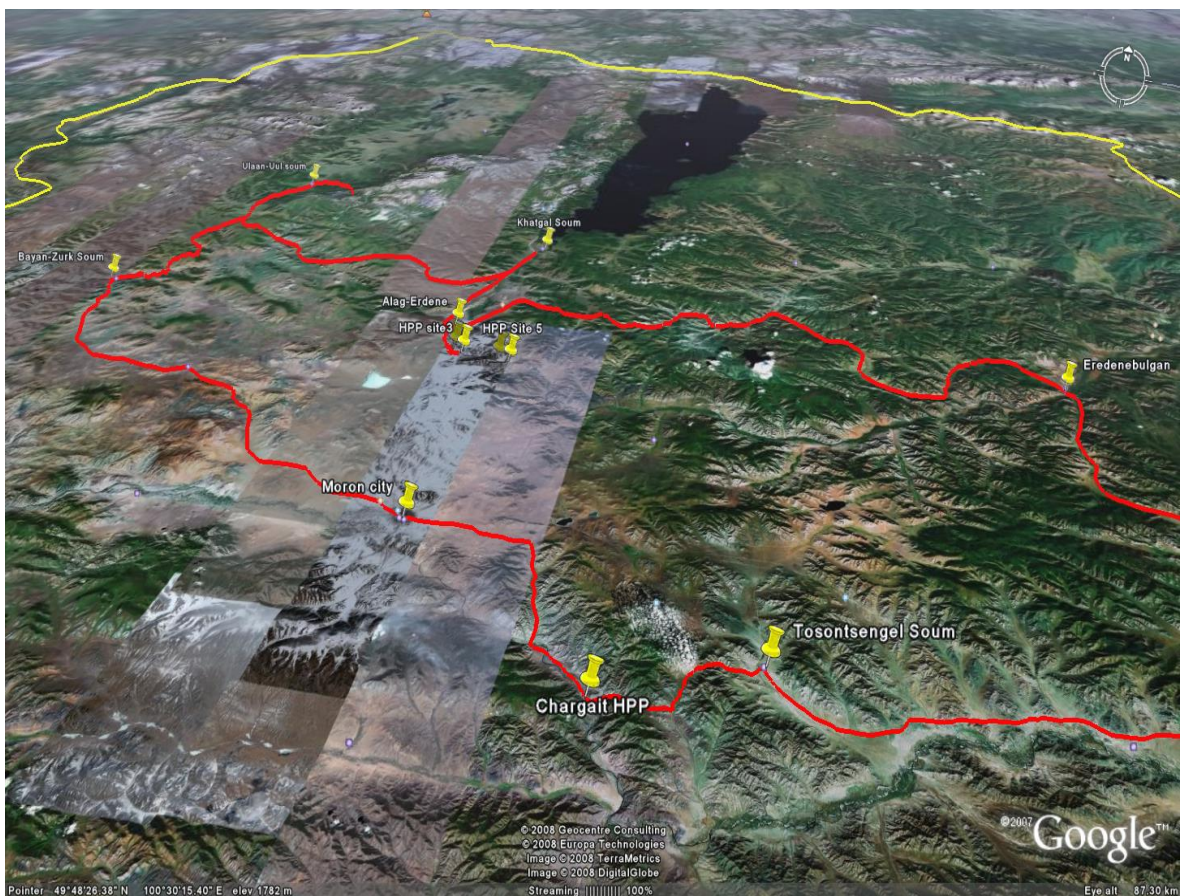 N
Ulaan-Uul soum
Khatgal Soum
Bayan-Zurk Soum
Alag-Erdene
HPP site3
HPP Site 5
Eredenebulgan
Moron city
Tosontsengel Soum
Chargait HPP
© 2008 Geocentre Consulting
© 2008 Europa Technologies
Image © 2008 TerraMetrics
Image © 2008 DigitalGlobe
©2007 Google™
Pointer 49°48'26.38" N 100°30'15.40" E elev 1782 m
Streaming |||||||||| 100%
Eye alt 87.30 km